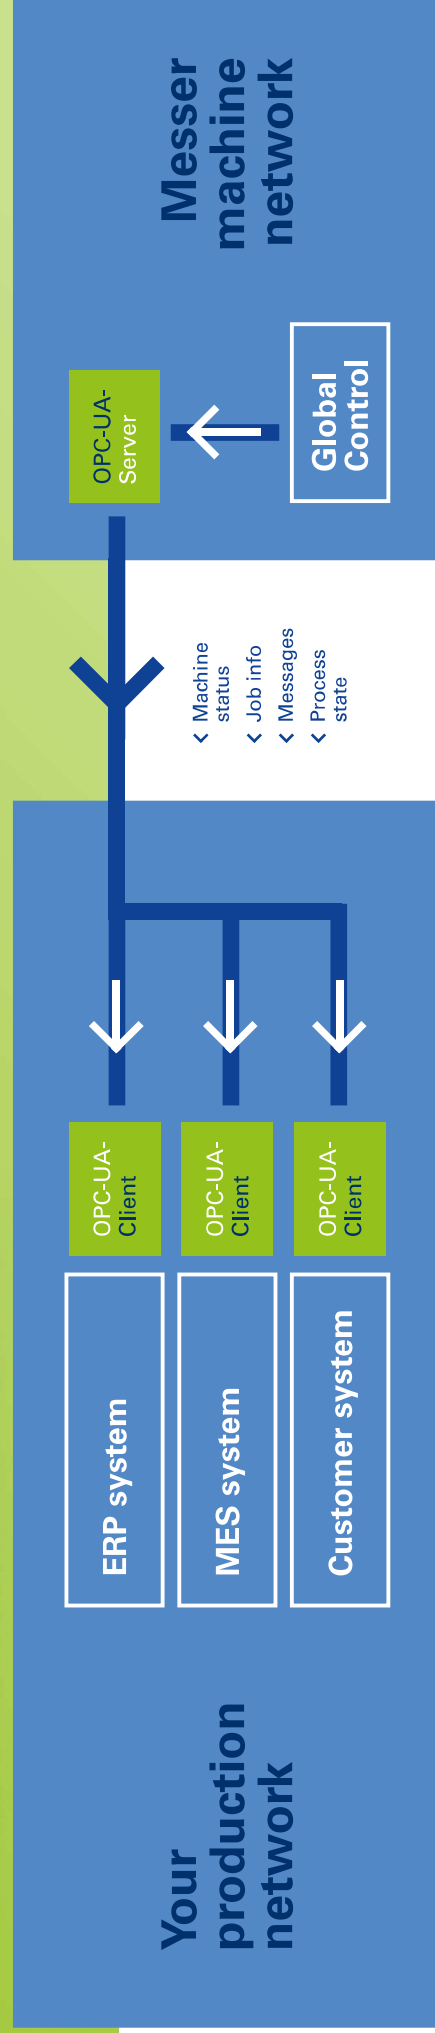 Your
production
network
ERP system
OPC-UA-
Client
MES system
OPC-UA-
Client
Customer system
OPC-UA-
Client
Machine
status
Job info
Messages
Process
state
OPC-UA-
Server
Global
Control
Messer
machine
network